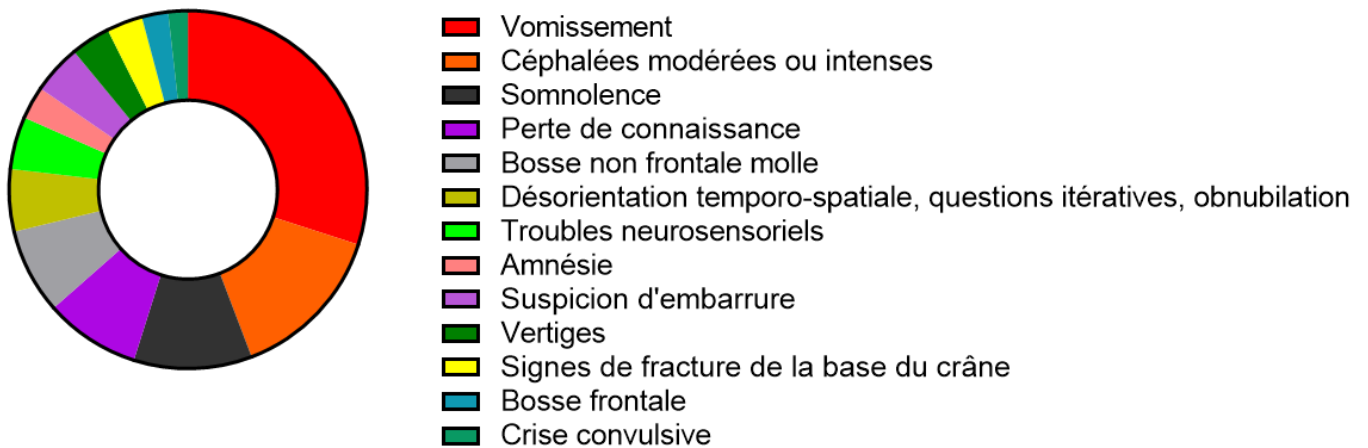 Vomissement
Céphalées modérées ou intenses
Somnolence
Perte de connaissance
Bosse non frontale molle
Désorientation temporo-spatiale, questions itératives, obnubilation
Troubles neurosensoriels
Amnésie
Suspicion d'embarrure
Vertiges
Signes de fracture de la base du crâne
Bosse frontale
Crise convulsive